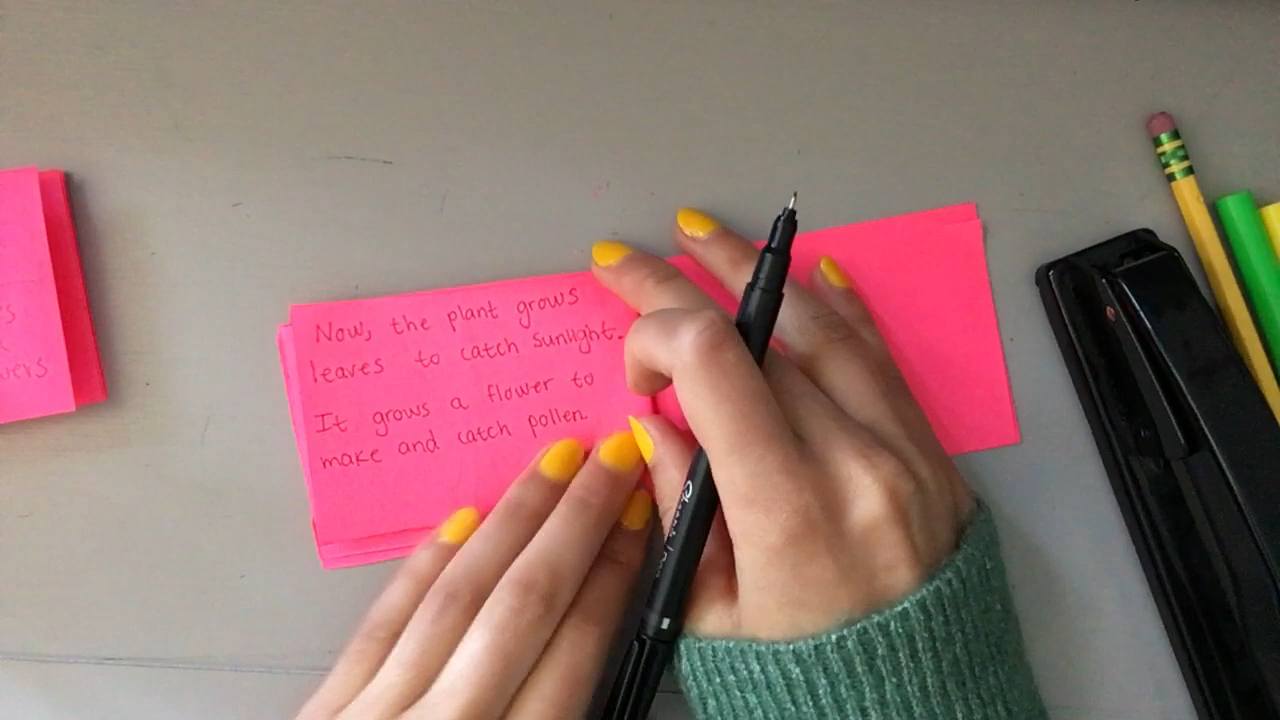 Now, the plant grows
leaves to catch sunlight.
It grows a flower to
make and catch pollen.